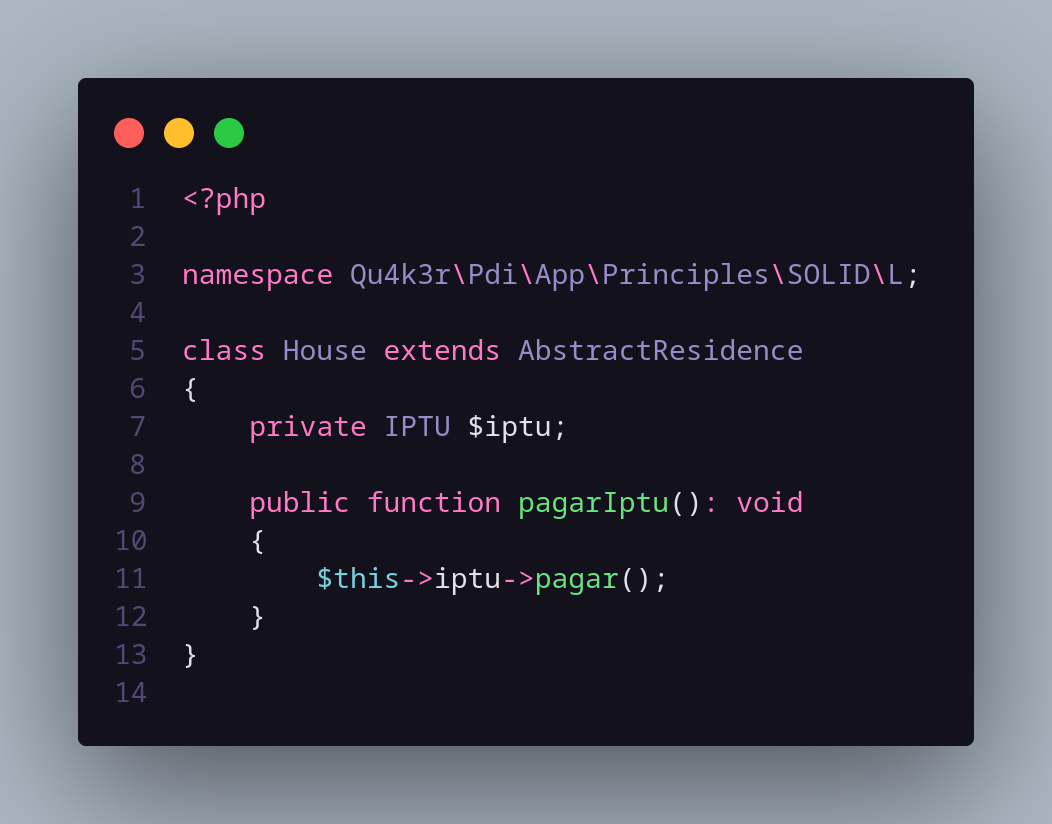 1 <?php
2
3 namespace Qu4k3r\Pdi\App\Principles\SOLID\L;
4
5 class House extends AbstractResidence
6 {
7     private IPTU $iptu;
8
9     public function pagarIptu(): void
10     {
11         $this->iptu->pagar();
12     }
13 }
14